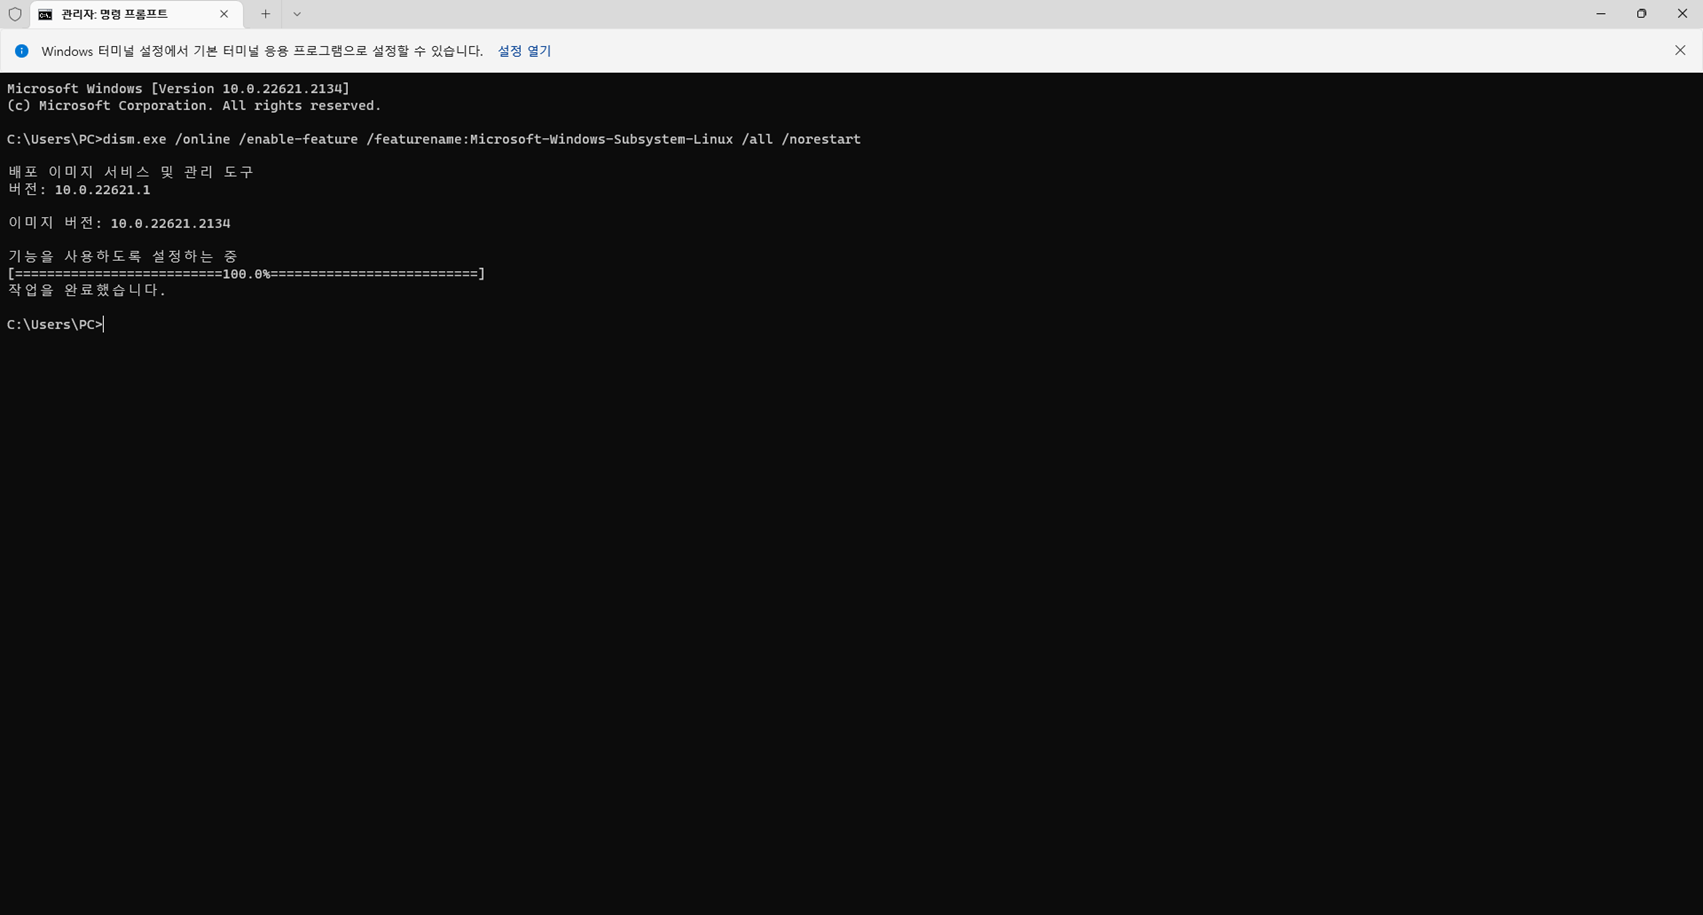 관리자: 명령 프롬프트
Windows 터미널 설정에서 기본 터미널 응용 프로그램으로 설정할 수 있습니다. 설정 열기
Microsoft Windows [Version 10.0.22621.2134]
(c) Microsoft Corporation. All rights reserved.
C:\Users\PC>dism.exe /online /enable-feature /featurename:Microsoft-Windows-Subsystem-Linux /all /norestart
배포 이미지 서비스 및 관리 도구
버전: 10.0.22621.1
이미지 버전: 10.0.22621.2134
기능을 사용하도록 설정하는 중
[==========================100.0%==========================]
작업을 완료했습니다.
C:\Users\PC>